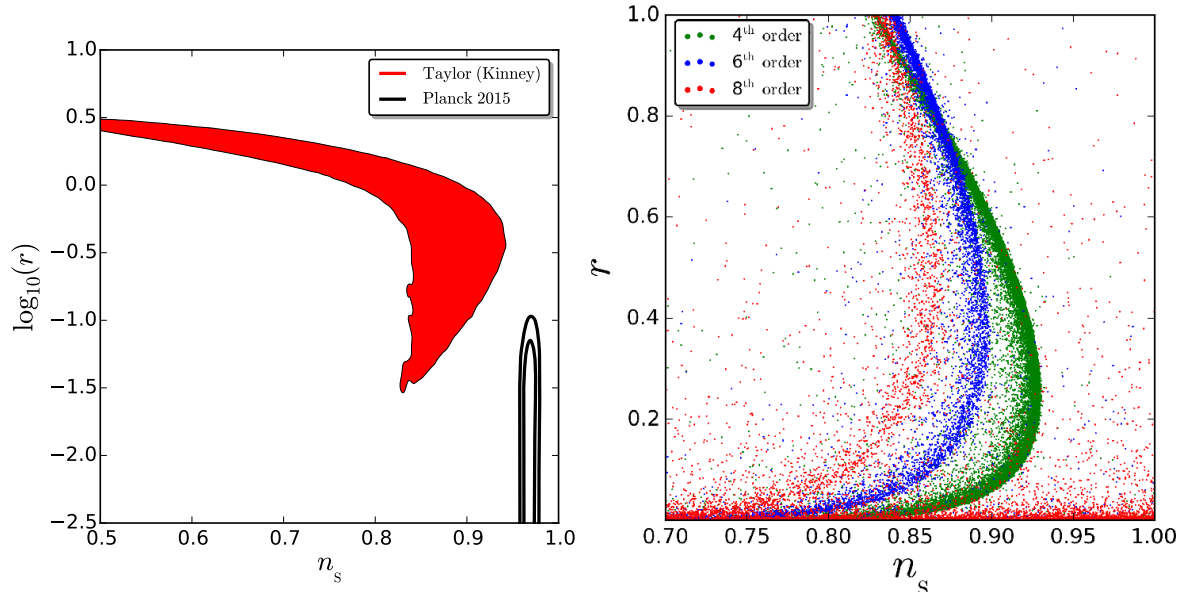 1.0
0.5
0.0
−0.5
−1.0
−1.5
−2.0
−2.5
log10(r)
Taylor (Kinney)
Planck 2015
0.5 0.6 0.7 0.8 0.9 1.0
ns
1.0
0.8
0.6
0.4
0.2
r
4th order
6th order
8th order
0.70 0.75 0.80 0.85 0.90 0.95 1.00
ns